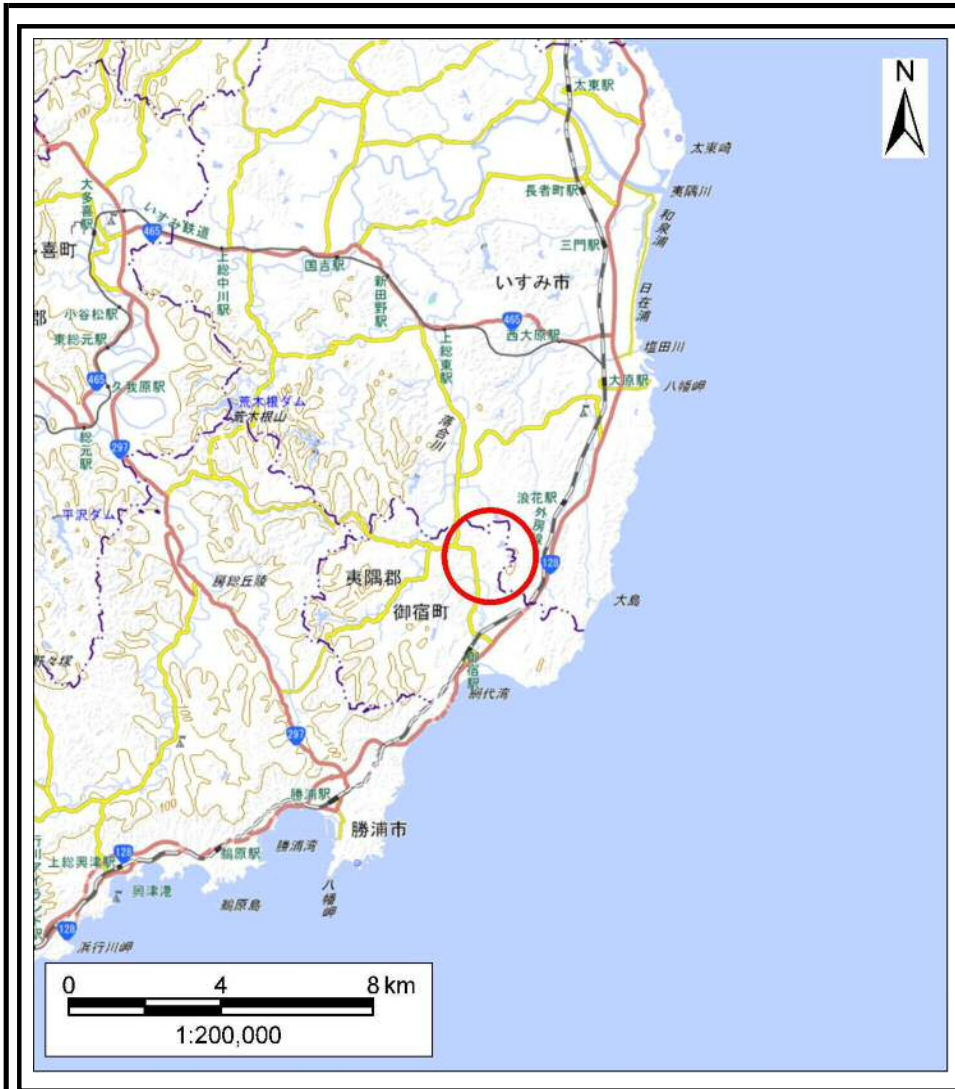 N
太東駅
太東崎
夷隅川
長者町駅
和泉浦
大多喜駅
いすみ鉄道
465
喜町
三門駅
上総中川駅
国吉駅
いすみ市
新田野駅
日在浦
小谷松駅
465
西大原駅
東総元駅
上総東駅
塩田川
大原駅
八幡岬
465
久我原駅
荒木根ダム
荒木根山
落合川
総元駅
297
浪花駅
外房線
平沢ダム
128
夷隅郡
房総丘陵
大島
御宿町
御宿駅
網代湾
297
100
100
勝浦駅
勝浦市
鵜原駅
勝浦湾
上総興津駅
128
八幡岬
興津港
鵜原島
128
浜行川岬
0 4 8 km
1:200,000